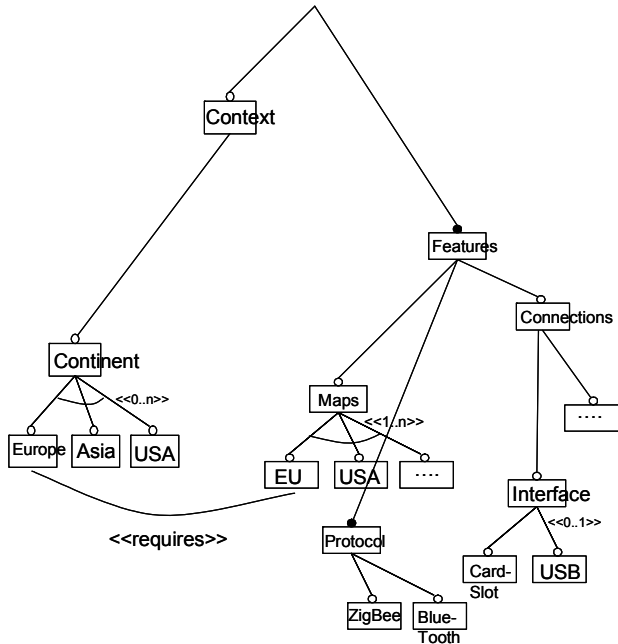 Context
Features
Connections
Continent
<<0..n>>
Maps
<<1..n>>
....
Europe
Asia
USA
EU
USA
....
Interface
<<0..1>>
<<requires>>
Protocol
Card-
Slot
USB
ZigBee
Blue-
Tooth